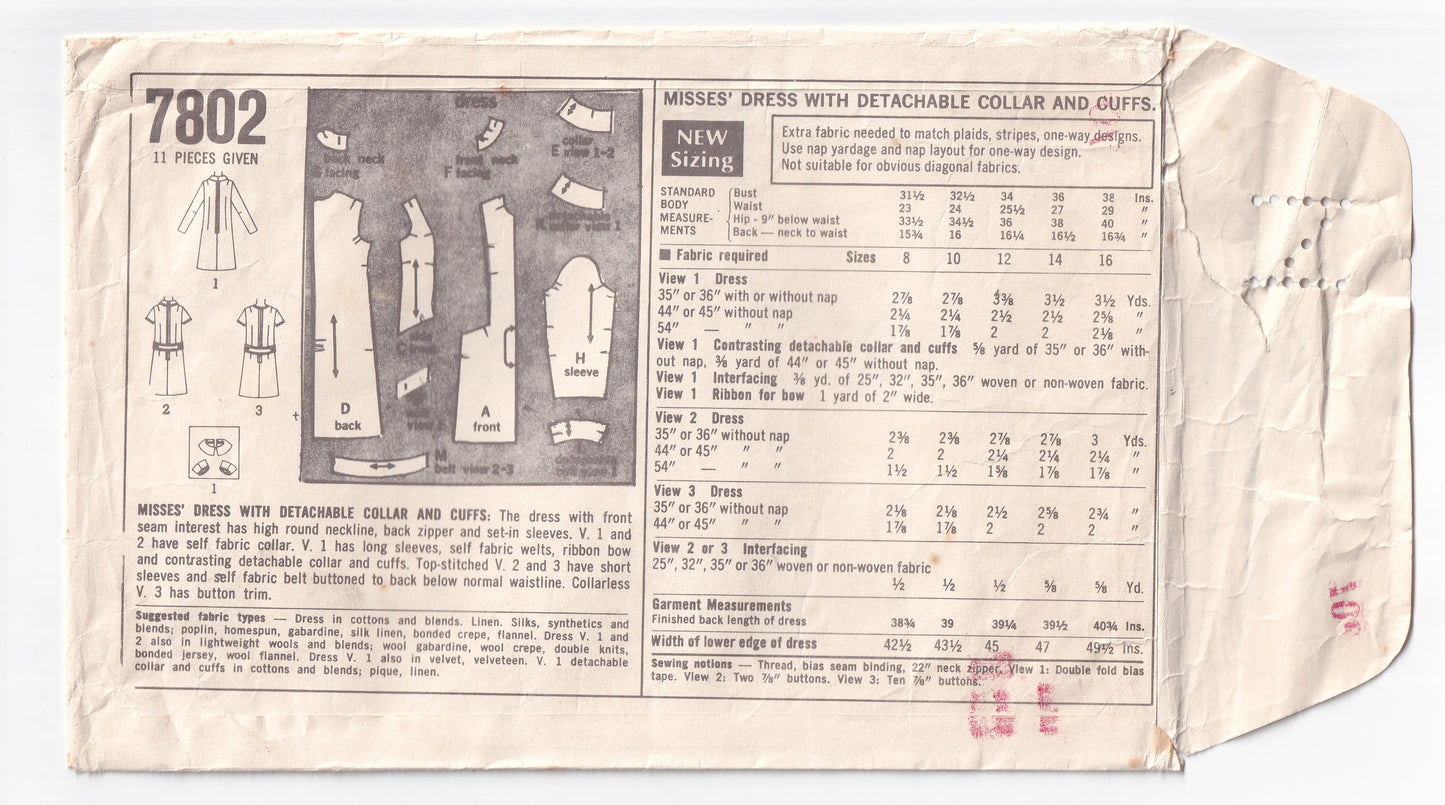 7802
11 PIECES GIVEN
1
2
3
1
dress
back neck
G facing
front neck
F facing
collar
E view 1-2
detachable
K collar view 1
D
back
A
front
H
sleeve
M
belt view 2-3
MISSES' DRESS WITH DETACHABLE COLLAR AND CUFFS: The dress with front
seam interest has high round neckline, back zipper and set-in sleeves. V. 1 and
2 have self fabric collar. V. 1 has long sleeves, self fabric welts, ribbon bow
and contrasting detachable collar and cuffs. Top-stitched V. 2 and 3 have short
sleeves and self fabric belt buttoned to back below normal waistline. Collarless
V. 3 has button trim.
Suggested fabric types — Dress in cottons and blends. Linen. Silks, synthetics and
blends; poplin, homespun, gabardine, silk linen, bonded crepe, flannel. Dress V. 1 and
2 also in lightweight wools and blends; wool gabardine, wool crepe, double knits,
bonded jersey, wool flannel. Dress V. 1 also in velvet, velveteen. V. 1 detachable
collar and cuffs in cottons and blends; pique, linen.
MISSES' DRESS WITH DETACHABLE COLLAR AND CUFFS.
NEW
Sizing
Extra fabric needed to match plaids, stripes, one-way designs.
Use nap yardage and nap layout for one-way design.
Not suitable for obvious diagonal fabrics.
STANDARD BODY MEASURE-MENTS
Bust 31½ 32½ 34 36 38 Ins.
Waist 23 24 25½ 27 29 "
Hip - 9" below waist 33½ 34½ 36 38 40 "
Back — neck to waist 15¾ 16 16¼ 16½ 16¾ "
■ Fabric required Sizes 8 10 12 14 16
View 1 Dress
35" or 36" with or without nap 2⅞ 2⅞ 3⅜ 3½ 3½ Yds.
44" or 45" without nap 2¼ 2¼ 2½ 2½ 2⅝ "
54" — " " 1⅞ 1⅞ 2 2 2⅛ "
View 1 Contrasting detachable collar and cuffs ⅝ yard of 35" or 36" with-
out nap, ⅜ yard of 44" or 45" without nap.
View 1 Interfacing ⅜ yd. of 25", 32", 35", 36" woven or non-woven fabric.
View 1 Ribbon for bow 1 yard of 2" wide.
View 2 Dress
35" or 36" without nap 2⅜ 2⅜ 2⅞ 2⅞ 3 Yds.
44" or 45" " " 2 2 2¼ 2¼ 2¼ "
54" — " " 1½ 1½ 1⅝ 1⅞ 1⅞ "
View 3 Dress
35" or 36" without nap 2⅛ 2⅛ 2½ 2⅝ 2¾ "
44" or 45" " " 1⅞ 1⅞ 2 2 2 "
View 2 or 3 Interfacing
25", 32", 35" or 36" woven or non-woven fabric
½ ½ ½ ⅝ ⅝ Yd.
Garment Measurements
Finished back length of dress 38¾ 39 39¼ 39½ 40¾ Ins.
Width of lower edge of dress 42½ 43½ 45 47 49½ Ins.
Sewing notions — Thread, bias seam binding, 22" neck zipper. View 1: Double fold bias
tape. View 2: Two ⅞" buttons. View 3: Ten ⅞" buttons.